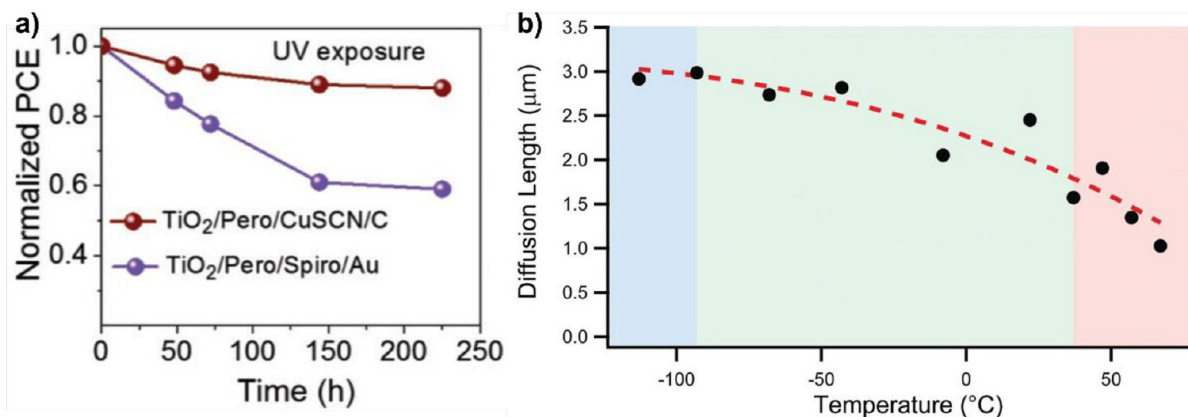 a)
Normalized PCE
1.0
0.8
0.6
0.4
UV exposure
TiO₂/Pero/CuSCN/C
TiO₂/Pero/Spiro/Au
0 50 100 150 200 250
Time (h)
b)
Diffusion Length (μm)
3.5
3.0
2.5
2.0
1.5
1.0
0.5
0.0
-100 -50 0 50
Temperature (°C)